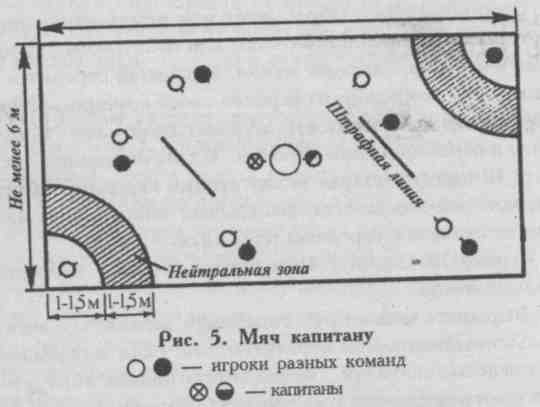 Не менее 6 м
Штрафная линия
Нейтральная зона
1-1,5м 1-1,5м
Рис. 5. Мяч капитану
— игроки разных команд
— капитаны